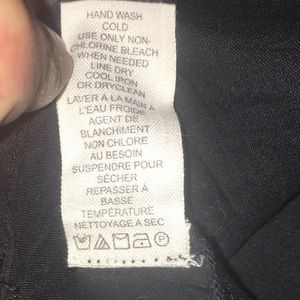 HAND WASH
COLD
USE ONLY NON-
CHLORINE BLEACH
WHEN NEEDED
LINE DRY
COOL IRON
OR DRYCLEAN
LAVER À LA MAIN À
L'EAU FROIDE
AGENT DE
BLANCHIMENT
NON CHLORE
AU BESOIN
SUSPENDRE POUR
SÉCHER
REPASSER À
BASSE
TEMPÉRATURE
NETTOYAGE A SEC